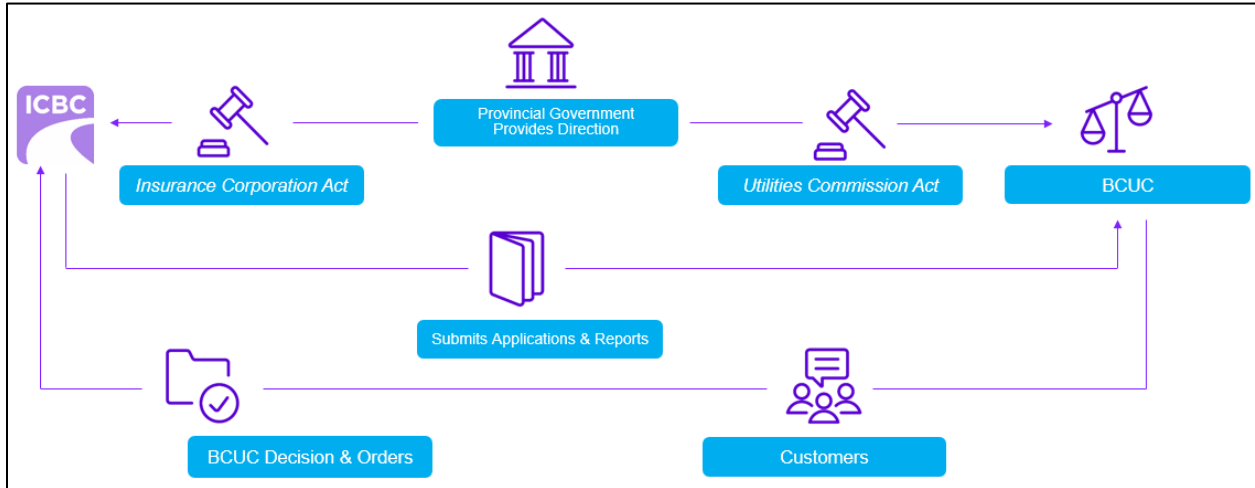 ICBC
Provincial Government
Provides Direction
Insurance Corporation Act
Utilities Commission Act
BCUC
Submits Applications & Reports
BCUC Decision & Orders
Customers